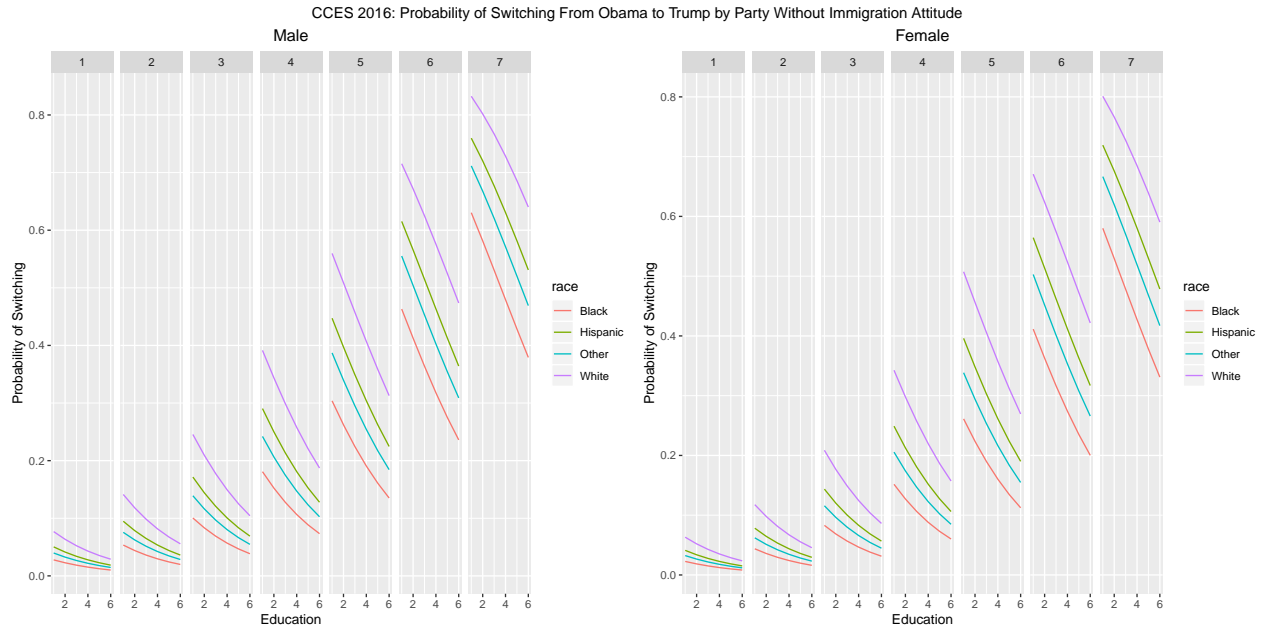 CCES 2016: Probability of Switching From Obama to Trump by Party Without Immigration Attitude
Male
1 2 3 4 5 6 7
0.8
0.6
0.4
0.2
0.0
Probability of Switching
2 4 6 2 4 6 2 4 6 2 4 6 2 4 6 2 4 6 2 4 6
Education
race
Black
Hispanic
Other
White
Female
1 2 3 4 5 6 7
0.8
0.6
0.4
0.2
0.0
Probability of Switching
2 4 6 2 4 6 2 4 6 2 4 6 2 4 6 2 4 6 2 4 6
Education
race
Black
Hispanic
Other
White